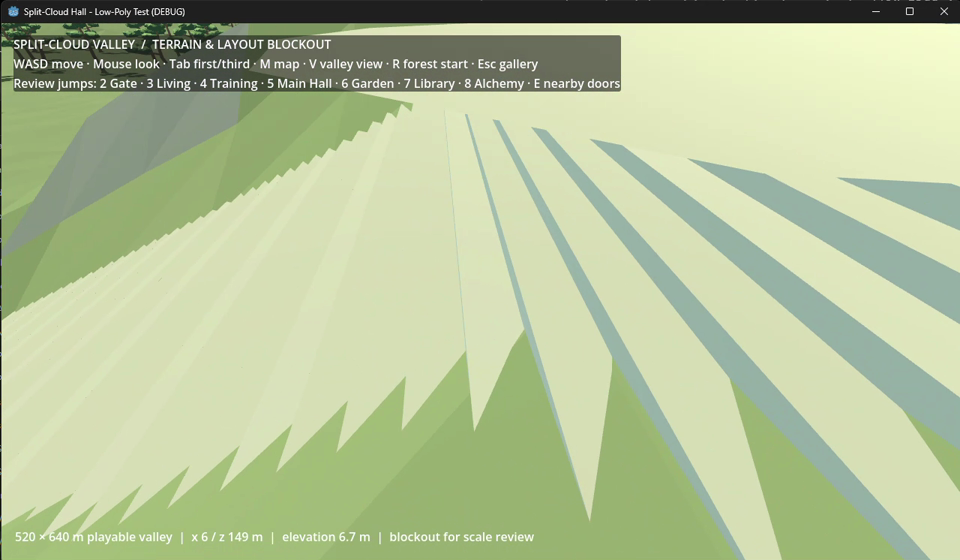 Split-Cloud Hall - Low-Poly Test (DEBUG)
SPLIT-CLOUD VALLEY / TERRAIN & LAYOUT BLOCKOUT
WASD move · Mouse look · Tab first/third · M map · V valley view · R forest start · Esc gallery
Review jumps: 2 Gate · 3 Living · 4 Training · 5 Main Hall · 6 Garden · 7 Library · 8 Alchemy · E nearby doors
520 × 640 m playable valley | x 6 / z 149 m | elevation 6.7 m | blockout for scale review